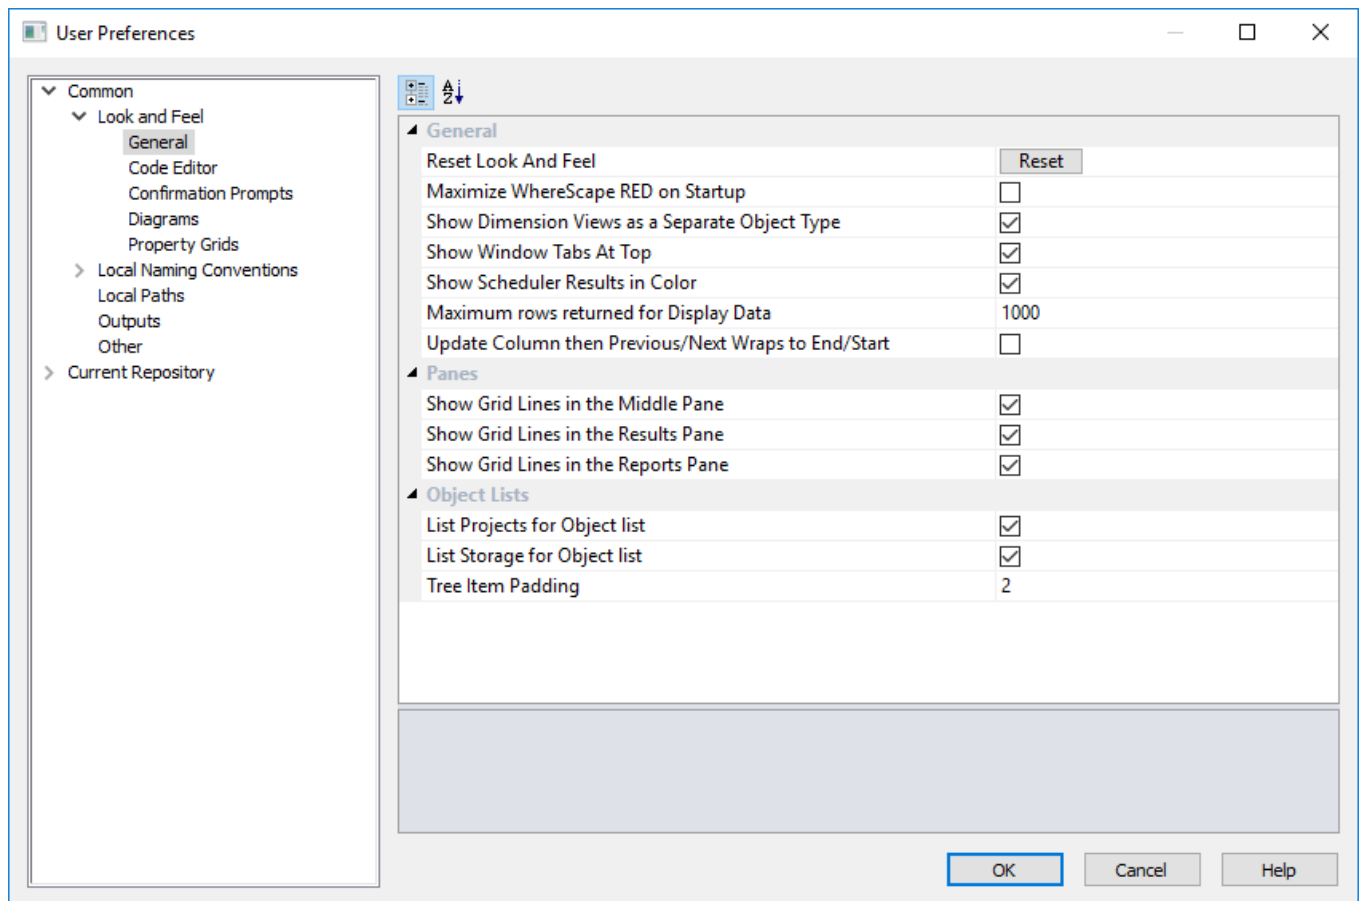 User Preferences
Common
Look and Feel
General
Code Editor
Confirmation Prompts
Diagrams
Property Grids
Local Naming Conventions
Local Paths
Outputs
Other
Current Repository
A
Z
General
Reset Look And Feel Reset
Maximize WhereScape RED on Startup
Show Dimension Views as a Separate Object Type
Show Window Tabs At Top
Show Scheduler Results in Color
Maximum rows returned for Display Data 1000
Update Column then Previous/Next Wraps to End/Start
Panes
Show Grid Lines in the Middle Pane
Show Grid Lines in the Results Pane
Show Grid Lines in the Reports Pane
Object Lists
List Projects for Object list
List Storage for Object list
Tree Item Padding 2
OK Cancel Help